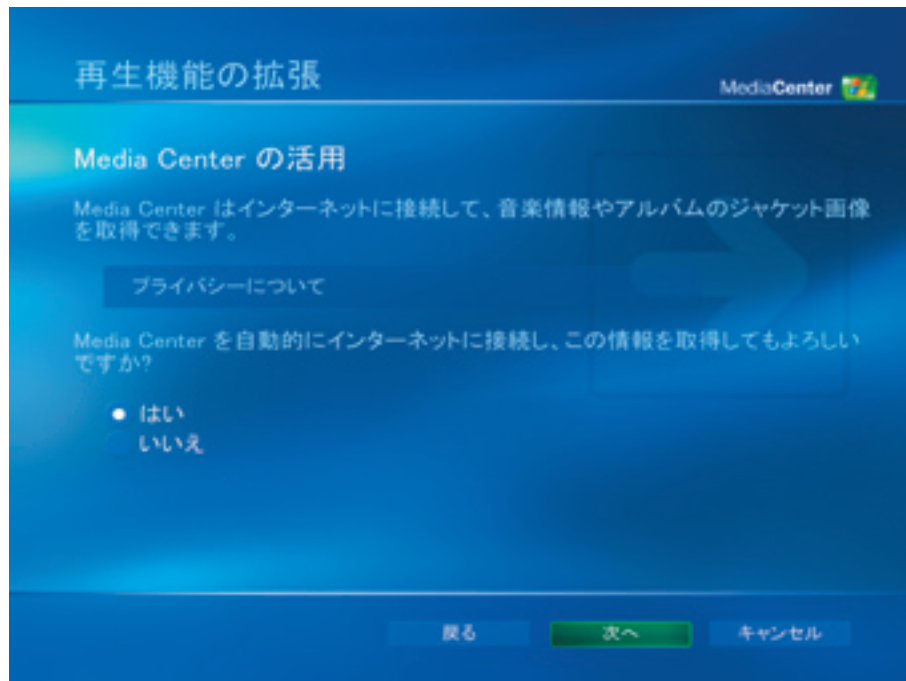 再生機能の拡張
MediaCenter
Media Center の活用
Media Center はインターネットに接続して、音楽情報やアルバムのジャケット画像
を取得できます。
プライバシーについて
Media Center を自動的にインターネットに接続し、この情報を取得してもよろしい
ですか?
はい
いいえ
戻る 次へ キャンセル